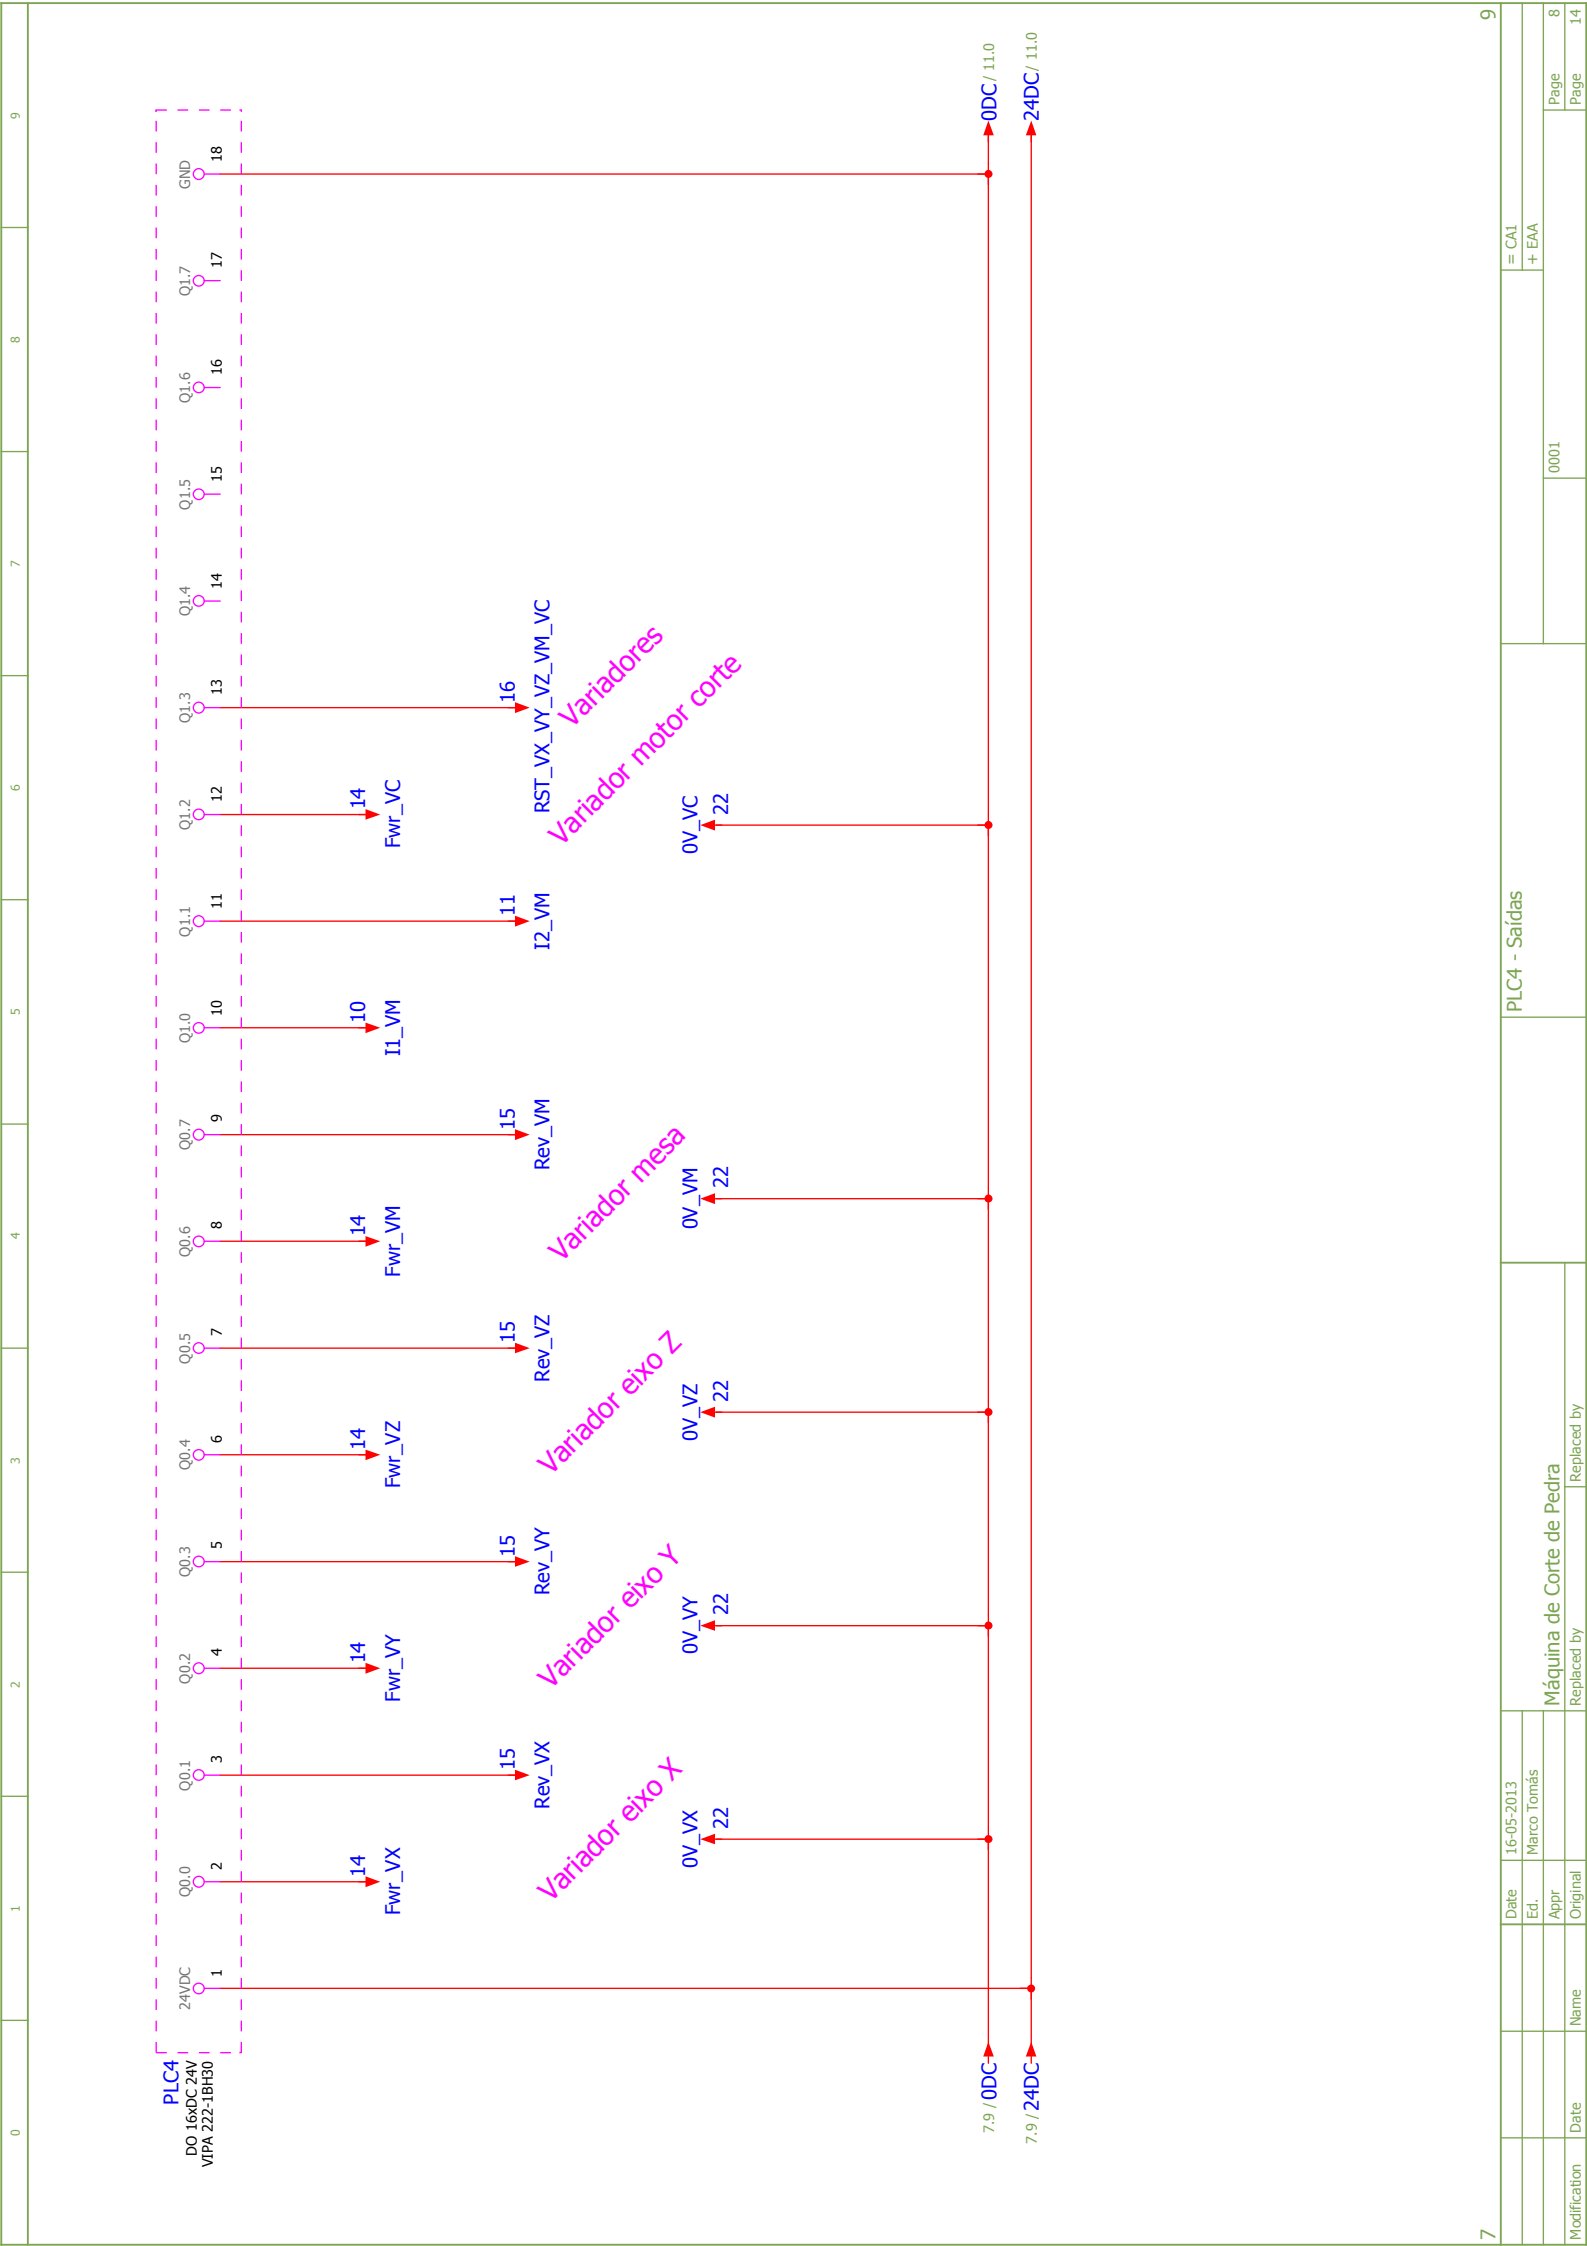 0 1 2 3 4 5 6 7 8 9
PLC4
DO 16xDC 24V
VIPA 222-1BH30
24VDC Q0.0 Q0.1 Q0.2 Q0.3 Q0.4 Q0.5 Q0.6 Q0.7 Q1.0 Q1.1 Q1.2 Q1.3 Q1.4 Q1.5 Q1.6 Q1.7 GND
1 2 3 4 5 6 7 8 9 10 11 12 13 14 15 16 17 18
14 14 14 14 10 14
Fwr_VX Fwr_VY Fwr_VZ Fwr_VM I1_VM Fwr_VC
15 15 15 15 11 16
Rev_VX Rev_VY Rev_VZ Rev_VM I2_VM RST_VX_VY_VZ_VM_VC
Variador eixo X
Variador eixo Y
Variador eixo Z
Variador mesa
Variador motor corte
Variadores
0V_VX 0V_VY 0V_VZ 0V_VM 0V_VC
22 22 22 22 22
7.9 / 0DC 0DC / 11.0
7.9 / 24DC 24DC / 11.0
7 9
Date 16-05-2013 PLC4 - Saídas = CA1
Ed. Marco Tomás + EAA
Appr Máquina de Corte de Pedra 0001 Page 8
Modification Date Name Original Replaced by Replaced by Page 14